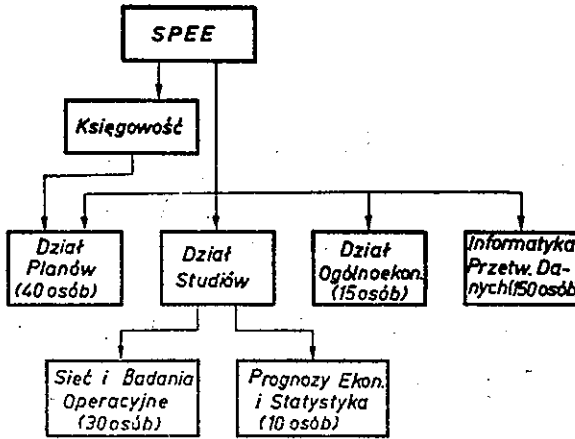 SPEE
Księgowość
Dział
Planów
(40 osób)
Dział
Studiów
Dział
Ogólnoekon.
(15 osób)
Informatyka
Przetw. Da-
nych(150 osób
Sieć i Badania
Operacyjne
(30 osób)
Prognozy Ekon.
i Statystyka
(10 osób)